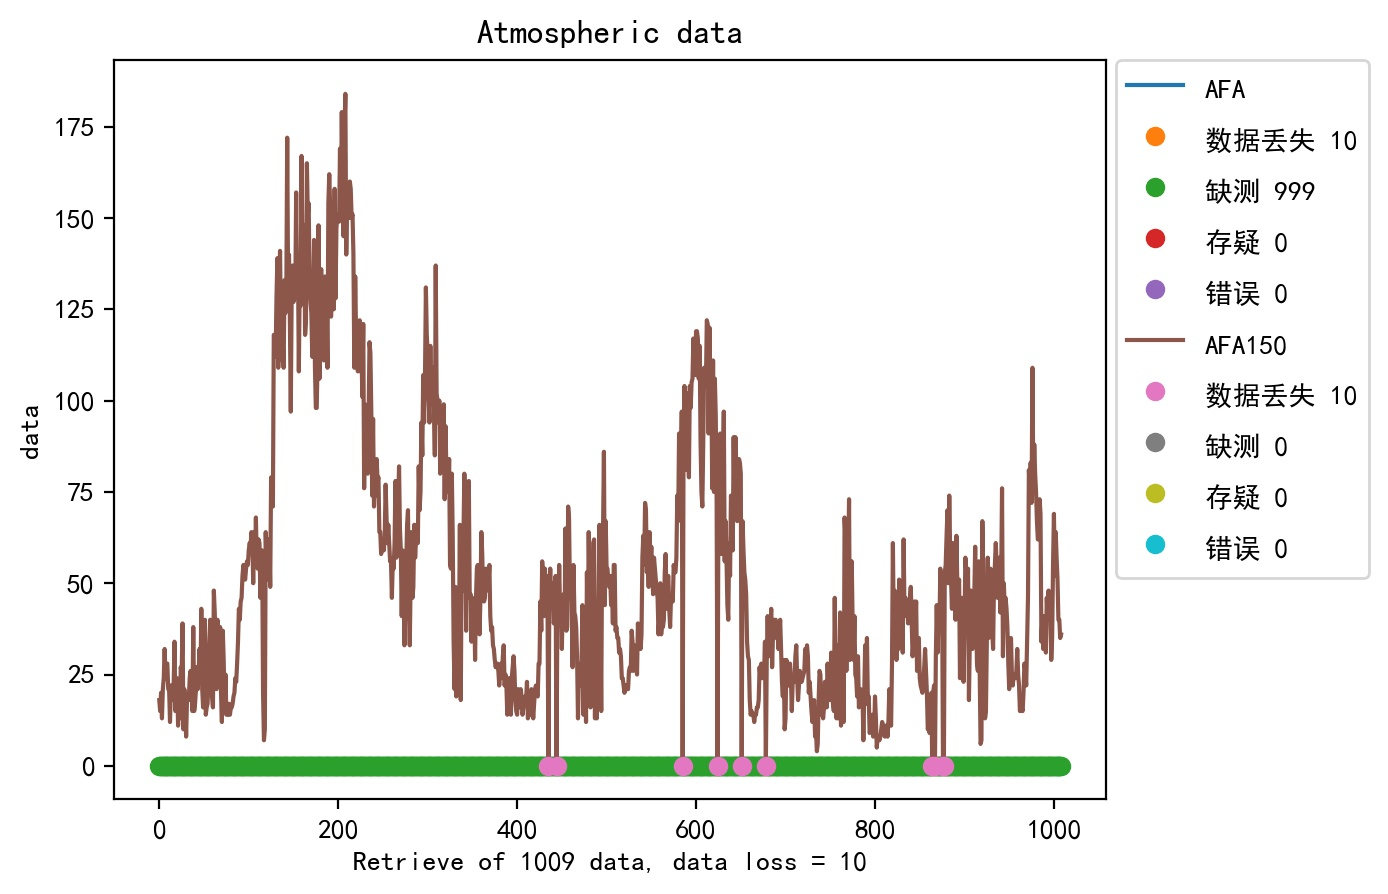 Atmospheric data
data
175
150
125
100
75
50
25
0
0 200 400 600 800 1000
Retrieve of 1009 data, data loss = 10
AFA
数据丢失 10
缺测 999
存疑 0
错误 0
AFA150
数据丢失 10
缺测 0
存疑 0
错误 0